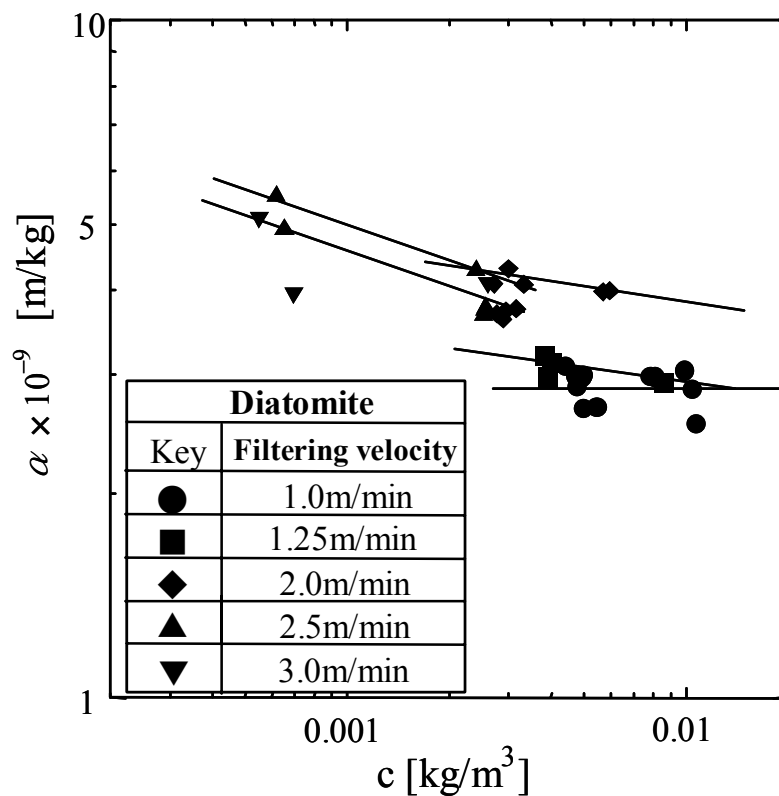 10
5
1
α × 10⁻⁹ [m/kg]
Diatomite
Key Filtering velocity
1.0m/min
1.25m/min
2.0m/min
2.5m/min
3.0m/min
0.001 0.01
c [kg/m³]